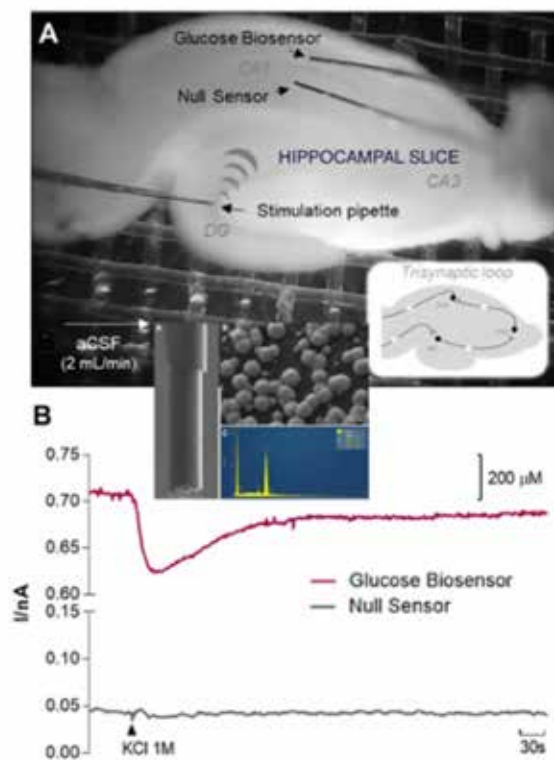 A
Glucose Biosensor
CA1
Null Sensor
HIPPOCAMPAL SLICE
CA3
Stimulation pipette
DG
Trisynaptic loop
aCSF
(2 mL/min)
B
0.75
200 µM
0.70
0.65
Glucose Biosensor
0.60
Null Sensor
I/nA
0.15
0.10
0.05
0.00
KCl 1M
30s